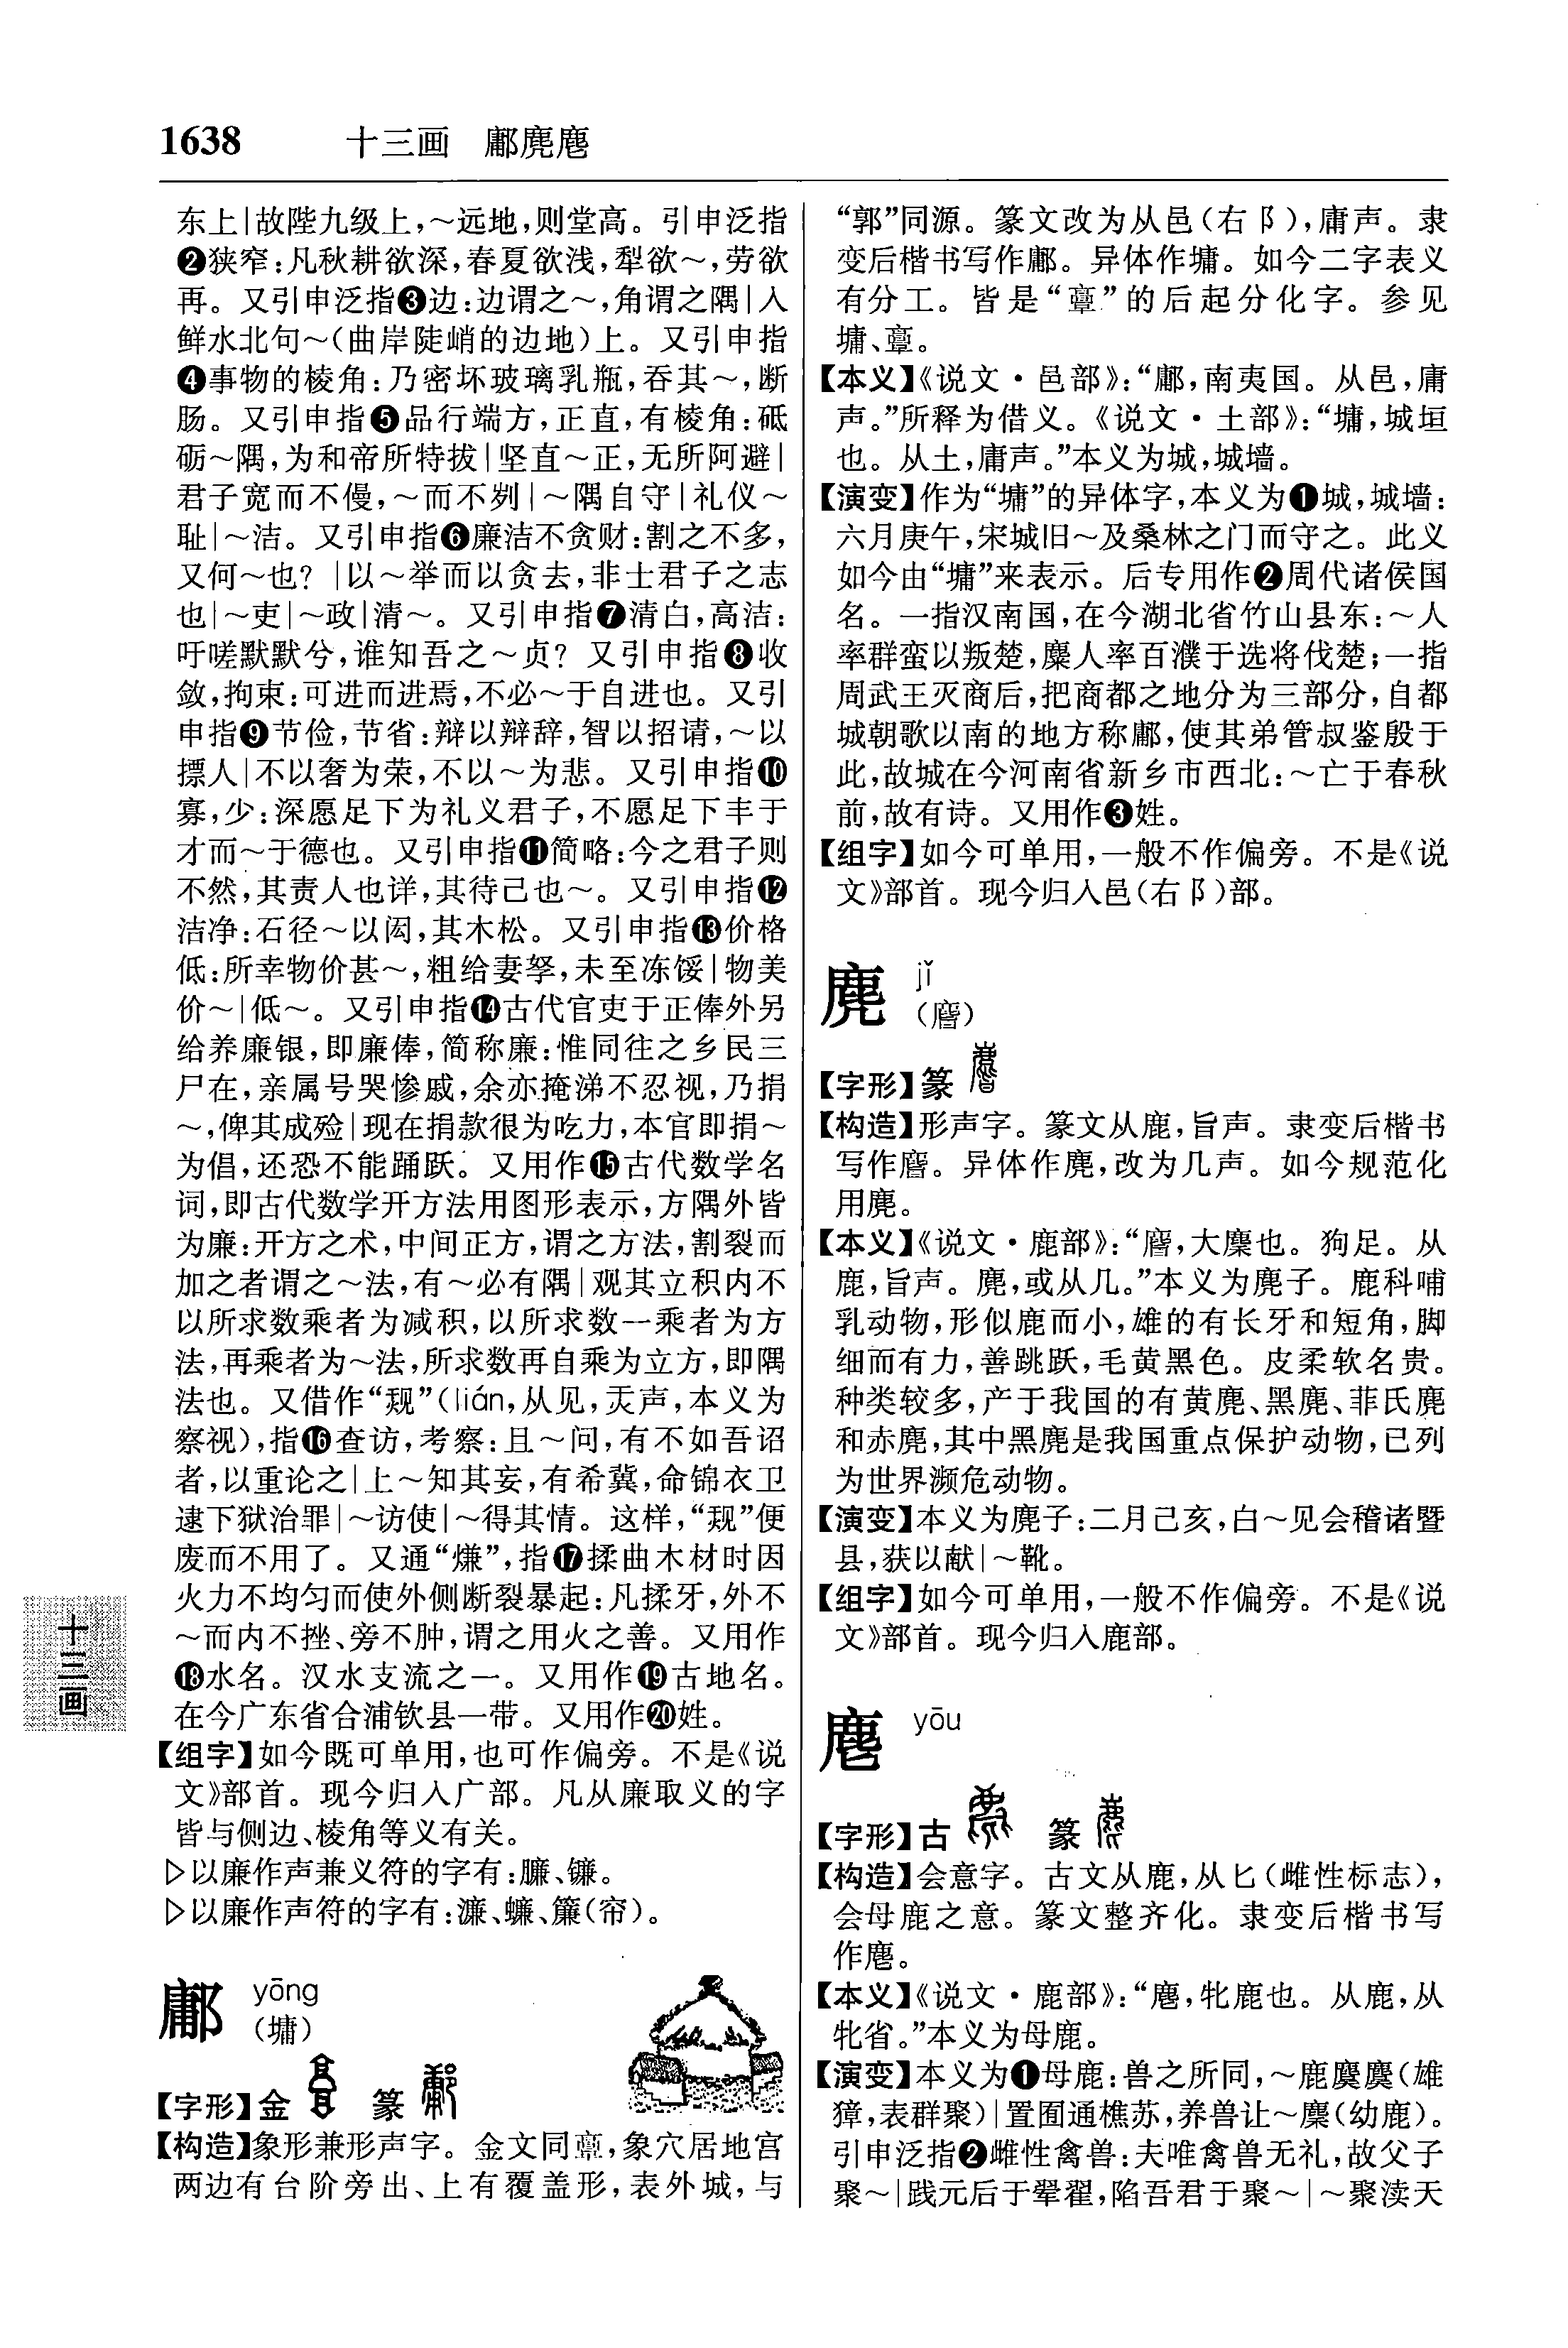 1638 十三画 鄘麂麀
东上|故陛九级上,～远地,则堂高。引申泛指
❷狭窄:凡秋耕欲深,春夏欲浅,犁欲～,劳欲
再。又引申泛指❸边:边谓之～,角谓之隅|入
鲜水北句～(曲岸陡峭的边地)上。又引申指
❹事物的棱角:乃密坏玻璃乳瓶,吞其～,断
肠。又引申指❺品行端方,正直,有棱角:砥
砺～隅,为和帝所特拔|坚直～正,无所阿避|
君子宽而不僈,～而不刿|～隅自守|礼仪～
耻|～洁。又引申指❻廉洁不贪财:割之不多,
又何～也?|以～举而以贪去,非士君子之志
也|～吏|～政|清～。又引申指❼清白,高洁:
吁嗟默默兮,谁知吾之～贞?又引申指❽收
敛,拘束:可进而进焉,不必～于自进也。又引
申指❾节俭,节省:辩以辩辞,智以招请,～以
摽人|不以奢为荣,不以～为悲。又引申指❿
寡,少:深愿足下为礼义君子,不愿足下丰于
才而～于德也。又引申指⓫简略:今之君子则
不然,其责人也详,其待己也～。又引申指⓬
洁净:石径～以闳,其木松。又引申指⓭价格
低:所幸物价甚～,粗给妻孥,未至冻馁|物美
价～|低～。又引申指⓮古代官吏于正俸外另
给养廉银,即廉俸,简称廉:惟同往之乡民三
尸在,亲属号哭惨戚,余亦掩涕不忍视,乃捐
～,俾其成殓|现在捐款很为吃力,本官即捐～
为倡,还恐不能踊跃。又用作⓯古代数学名
词,即古代数学开方法用图形表示,方隅外皆
为廉:开方之术,中间正方,谓之方法,割裂而
加之者谓之～法,有～必有隅|观其立积内不
以所求数乘者为减积,以所求数一乘者为方
法,再乘者为～法,所求数再自乘为立方,即隅
法也。又借作“覝”(lián,从见,灭声,本义为
察视),指⓰查访,考察:且～问,有不如吾诏
者,以重论之|上～知其妄,有希冀,命锦衣卫
逮下狱治罪|～访使|～得其情。这样,“覝”便
废而不用了。又通“熑”,指⓱揉曲木材时因
火力不均匀而使外侧断裂暴起:凡揉牙,外不
～而内不挫、旁不肿,谓之用火之善。又用作
⓲水名。汉水支流之一。又用作⓳古地名。
在今广东省合浦钦县一带。又用作⓴姓。
【组字】如今既可单用,也可作偏旁。不是《说
文》部首。现今归入广部。凡从廉取义的字
皆与侧边、棱角等义有关。
▷以廉作声兼义符的字有:臁、镰。
▷以廉作声符的字有:濂、蠊、簾(帘)。
鄘 yōng
(墉)
【字形】金 篆
【构造】象形兼形声字。金文同𩫏,象穴居地宫
两边有台阶旁出、上有覆盖形,表外城,与
“郭”同源。篆文改为从邑(右阝),庸声。隶
变后楷书写作鄘。异体作墉。如今二字表义
有分工。皆是“𩫏”的后起分化字。参见
墉、𩫏。
【本义】《说文·邑部》:“鄘,南夷国。从邑,庸
声。”所释为借义。《说文·土部》:“墉,城垣
也。从土,庸声。”本义为城,城墙。
【演变】作为“墉”的异体字,本义为❶城,城墙:
六月庚午,宋城旧～及桑林之门而守之。此义
如今由“墉”来表示。后专用作❷周代诸侯国
名。一指汉南国,在今湖北省竹山县东:～人
率群蛮以叛楚,麇人率百濮于选将伐楚;一指
周武王灭商后,把商都之地分为三部分,自都
城朝歌以南的地方称鄘,使其弟管叔鉴殷于
此,故城在今河南省新乡市西北:～亡于春秋
前,故有诗。又用作❸姓。
【组字】如今可单用,一般不作偏旁。不是《说
文》部首。现今归入邑(右阝)部。
麂 jǐ
(麔)
【字形】篆
【构造】形声字。篆文从鹿,旨声。隶变后楷书
写作𪊨。异体作麂,改为几声。如今规范化
用麂。
【本义】《说文·鹿部》:“𪊨,大麋也。狗足。从
鹿,旨声。麂,或从几。”本义为麂子。鹿科哺
乳动物,形似鹿而小,雄的有长牙和短角,脚
细而有力,善跳跃,毛黄黑色。皮柔软名贵。
种类较多,产于我国的有黄麂、黑麂、菲氏麂
和赤麂,其中黑麂是我国重点保护动物,已列
为世界濒危动物。
【演变】本义为麂子:二月己亥,白～见会稽诸暨
县,获以献|～靴。
【组字】如今可单用,一般不作偏旁。不是《说
文》部首。现今归入鹿部。
麀 yōu
【字形】古 篆
【构造】会意字。古文从鹿,从匕(雌性标志),
会母鹿之意。篆文整齐化。隶变后楷书写
作麀。
【本义】《说文·鹿部》:“麀,牝鹿也。从鹿,从
牝省。”本义为母鹿。
【演变】本义为❶母鹿:兽之所同,～鹿麌麌(雄
獐,表群聚)|置囿通樵苏,养兽让～麋(幼鹿)。
引申泛指❷雌性禽兽:夫唯禽兽无礼,故父子
聚～|践元后于翚翟,陷吾君于聚～|～聚渎天
十三画